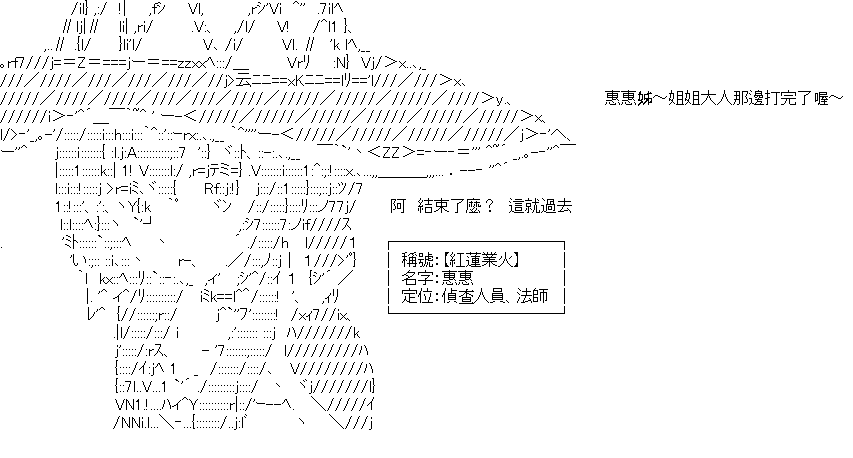 惠惠姊～姐姐大人那邊打完了喔～
阿　結束了麼？　這就過去
稱號：【紅蓮業火】
名字：惠惠
定位：偵查人員、法師